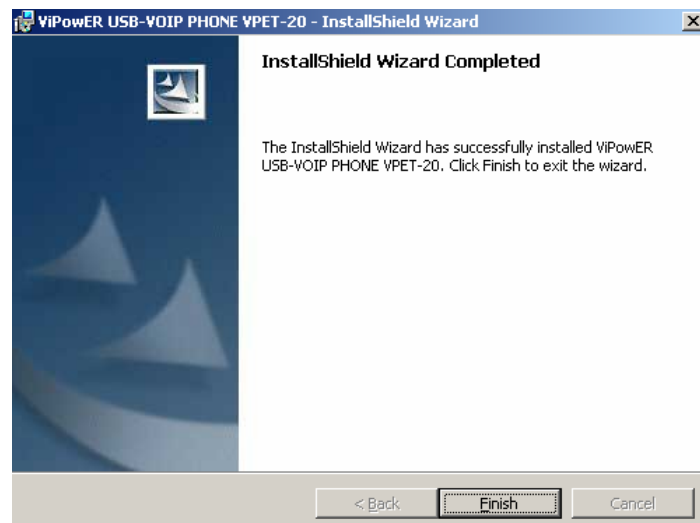 ViPowER USB-VOIP PHONE VPET-20 - InstallShield Wizard
InstallShield Wizard Completed
The InstallShield Wizard has successfully installed ViPowER
USB-VOIP PHONE VPET-20. Click Finish to exit the wizard.
< Back Finish Cancel